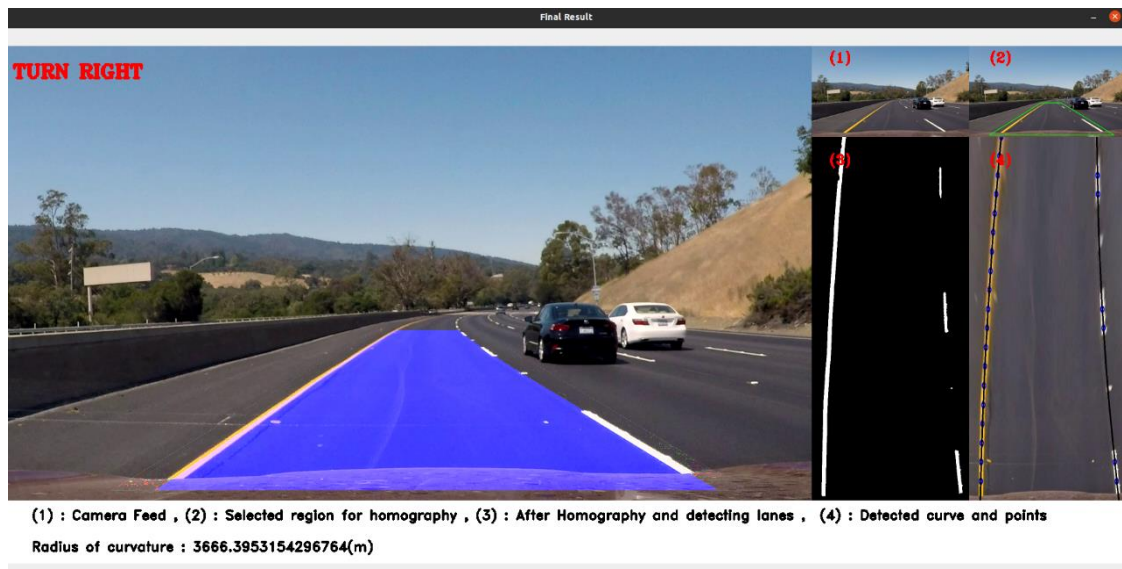 Final Result
TURN RIGHT
(1)
(2)
(3)
(4)
(1) : Camera Feed , (2) : Selected region for homography , (3) : After Homography and detecting lanes , (4) : Detected curve and points
Radius of curvature : 3666.3953154296764(m)